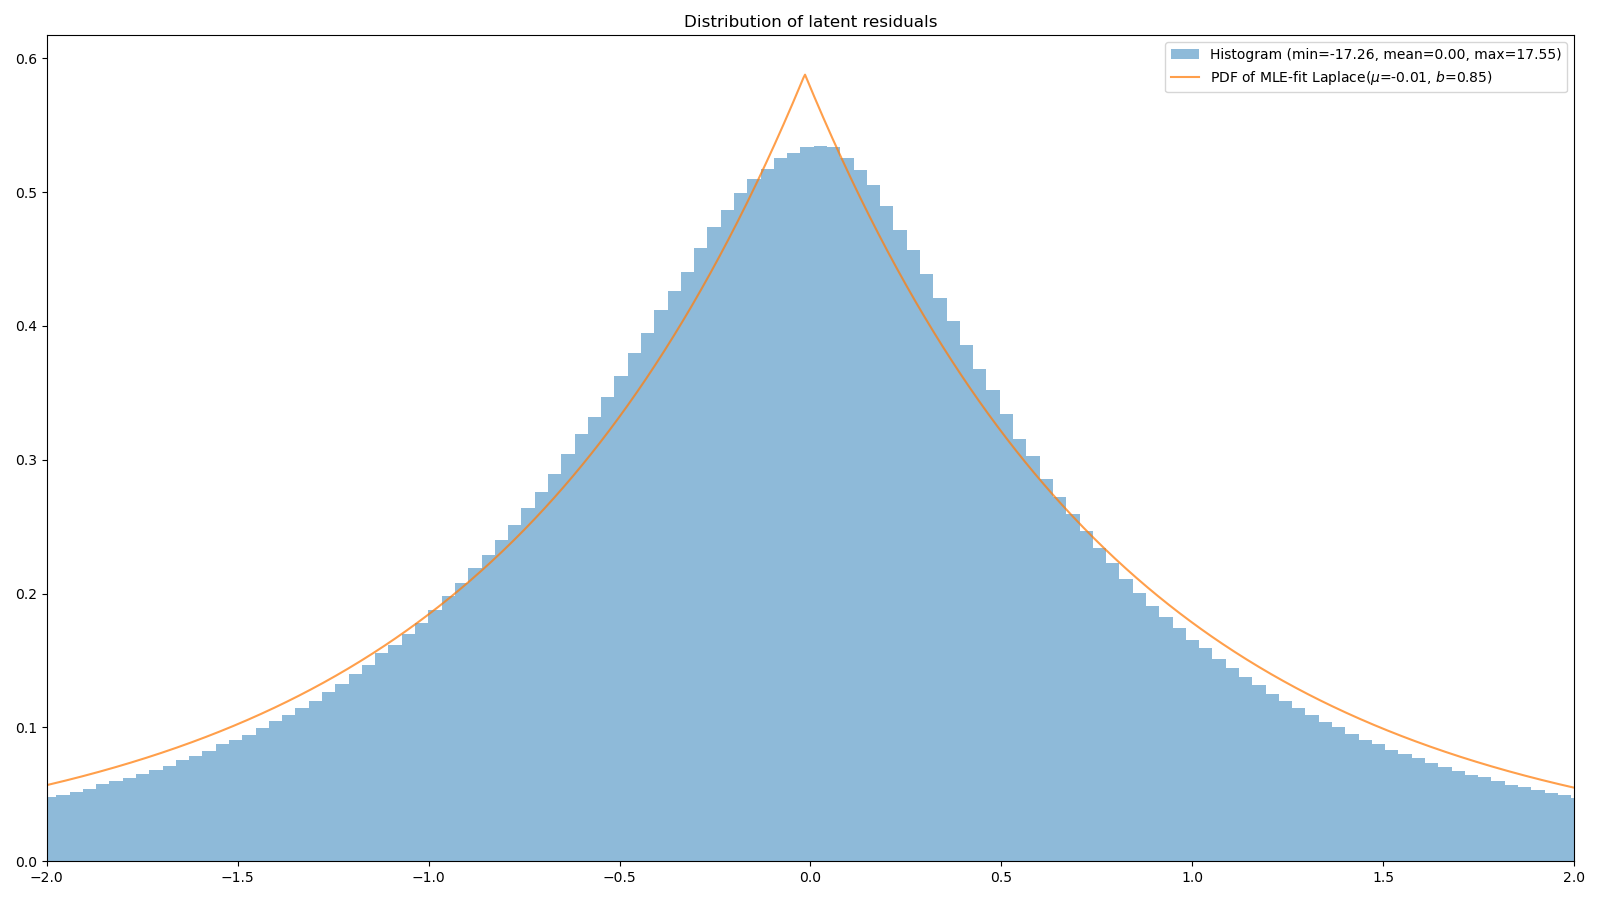 Distribution of latent residuals
Histogram (min=-17.26, mean=0.00, max=17.55)
PDF of MLE-fit Laplace(μ=-0.01, b=0.85)
0.6
0.5
0.4
0.3
0.2
0.1
0.0
−2.0 −1.5 −1.0 −0.5 0.0 0.5 1.0 1.5 2.0